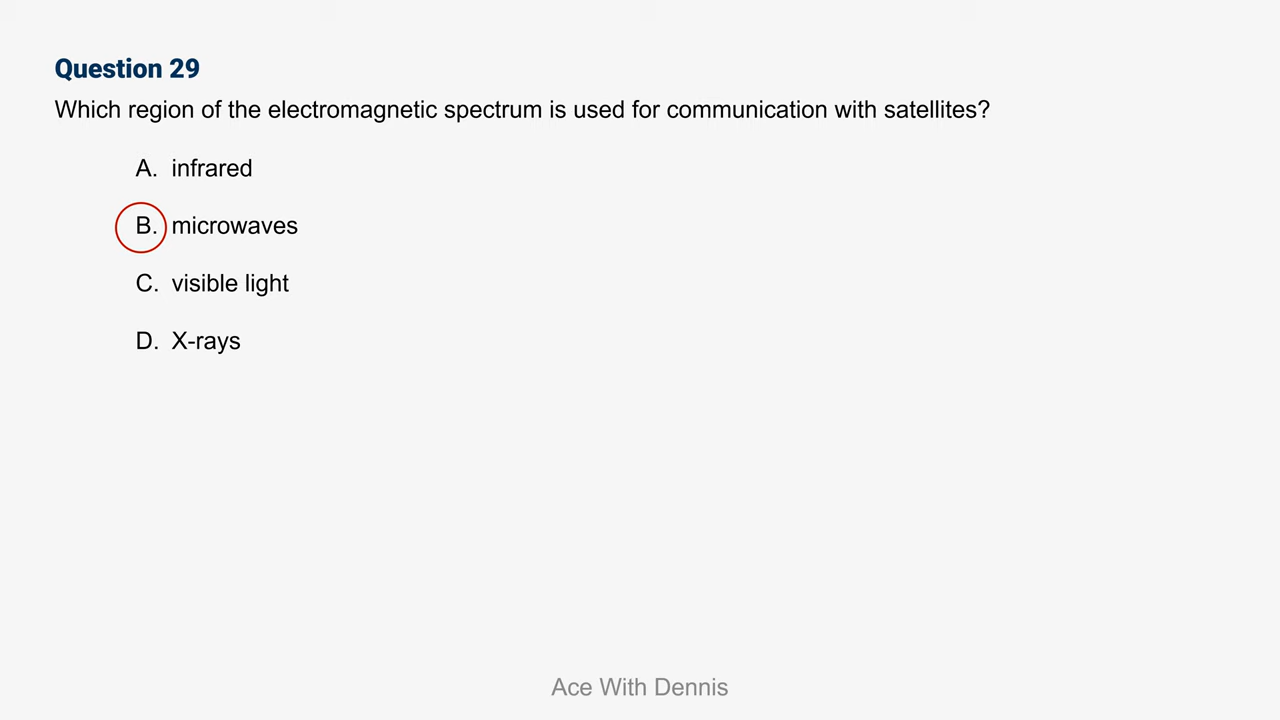 Question 29
Which region of the electromagnetic spectrum is used for communication with satellites?
A. infrared
B. microwaves
C. visible light
D. X-rays
Ace With Dennis